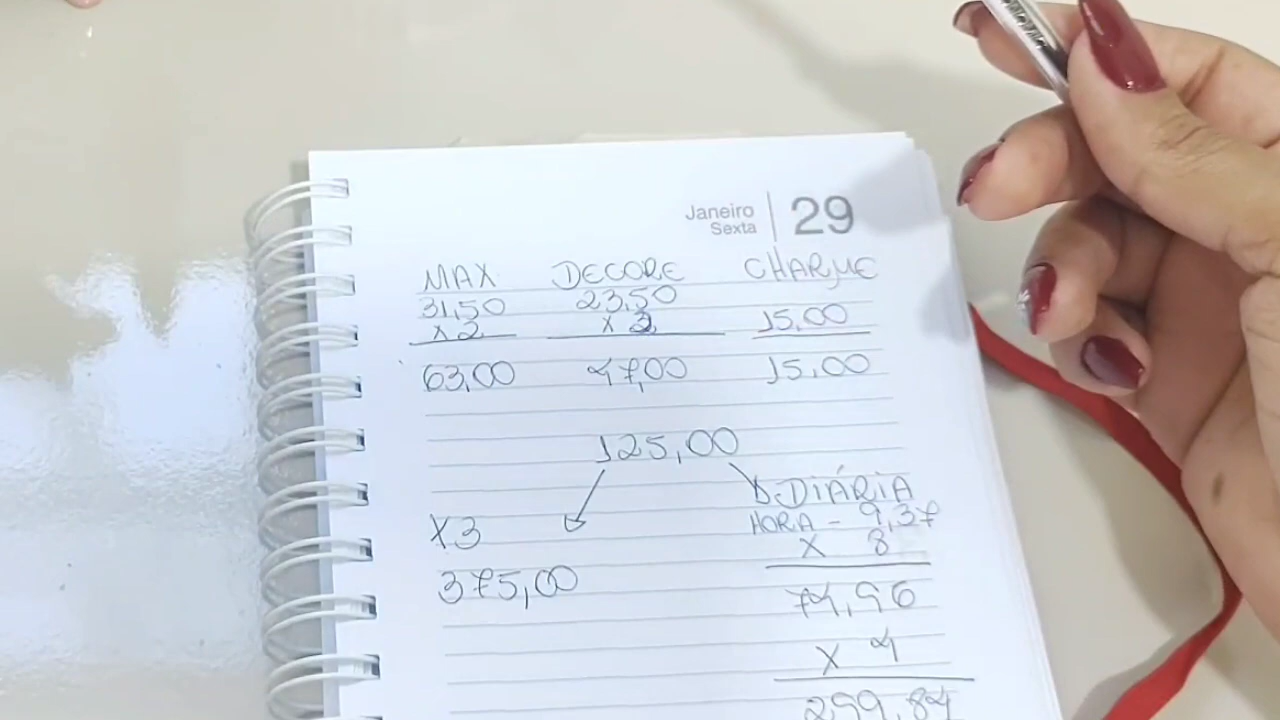 Janeiro
Sexta
29
MAX DECORE CHARME
31,50 23,50 15,00
x2 x 2
63,00 47,00 15,00
125,00
D.DIÁRIA
HORA - 9,37
x 8
x3
375,00
74,96
x 4
299,84